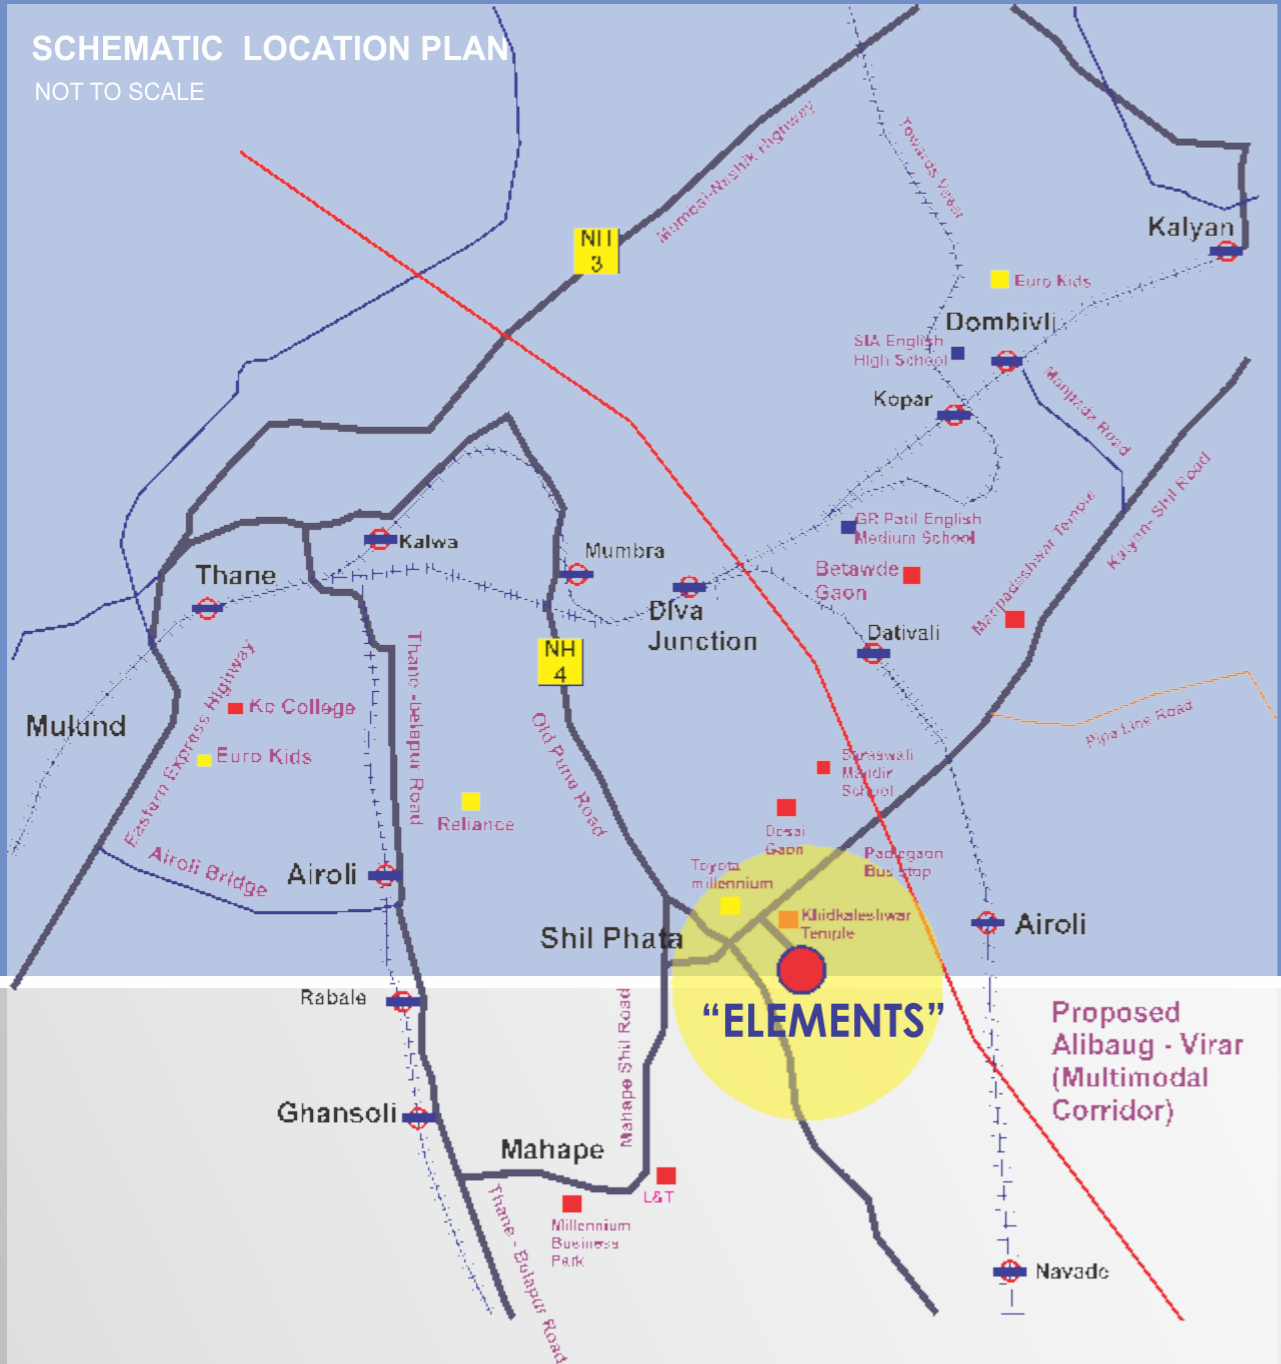 SCHEMATIC LOCATION PLAN
NOT TO SCALE
Mumbai-Nashik Highway
Towards Vasai
Kalyan
NH
3
Euro Kids
Dombivli
SIA English
High School
Manpada Road
Kopar
Kalyan- Shil Road
Manpadeshwar Temple
GR Patil English
Medium School
Kalwa
Mumbra
Thane
Betawde
Gaon
Diva
Junction
Dativali
NH
4
Thane -belapur Road
Eastern Express Highway
Kc College
Mulund
Old Pune Road
Pipe Line Road
Euro Kids
Saraswati
Mandir
School
Reliance
Desai
Gaon
Airoli Bridge
Airoli
Toyota
millennium
Padlegaon
Bus stop
Khidkaleshwar
Temple
Shil Phata
Airoli
Rabale
Mahape Shil Road
“ELEMENTS”
Proposed
Alibaug - Virar
(Multimodal
Corridor)
Ghansoli
Mahape
L&T
Thane - Belapur Road
Millennium
Business
Park
Navade